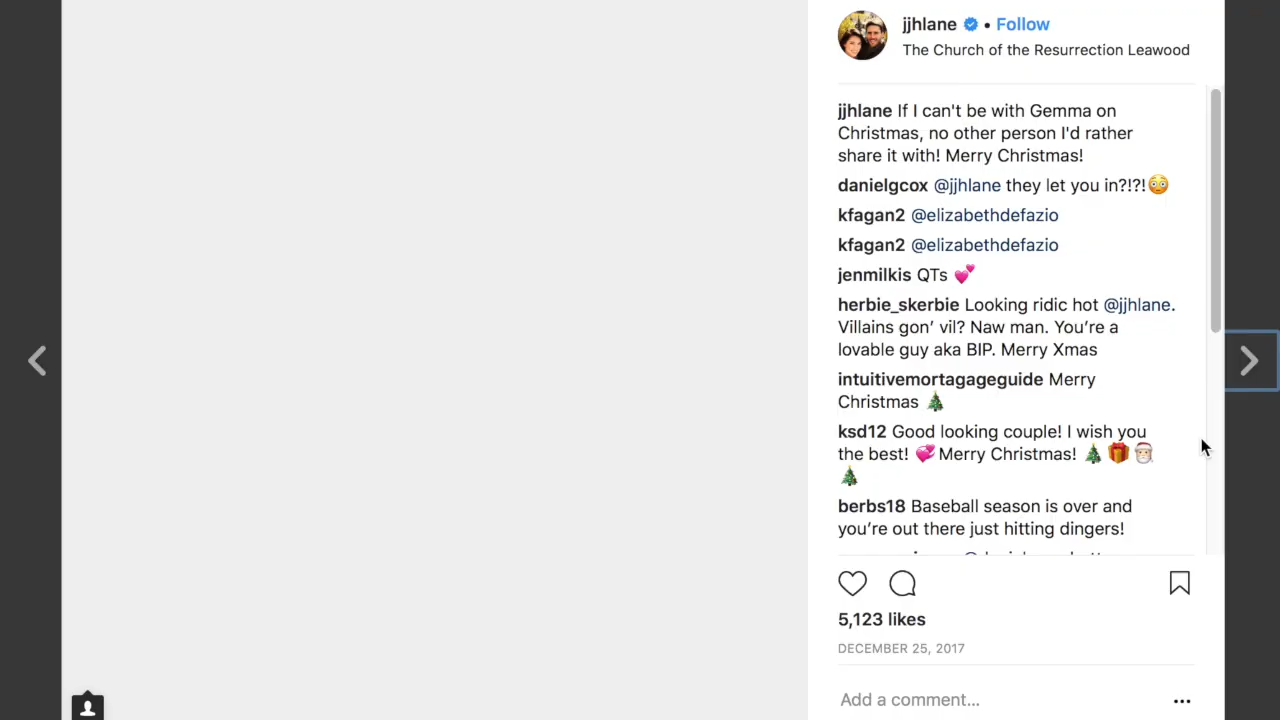 jjhlane • Follow
The Church of the Resurrection Leawood
jjhlane If I can't be with Gemma on
Christmas, no other person I'd rather
share it with! Merry Christmas!
danielgcox @jjhlane they let you in?!?!😳
kfagan2 @elizabethdefazio
kfagan2 @elizabethdefazio
jenmilkis QTs 💕
herbie_skerbie Looking ridic hot @jjhlane.
Villains gon’ vil? Naw man. You’re a
lovable guy aka BIP. Merry Xmas
intuitivemortagageguide Merry
Christmas 🎄
ksd12 Good looking couple! I wish you
the best! 💞 Merry Christmas! 🎄 🎁 🎅🏻
🎄
berbs18 Baseball season is over and
you’re out there just hitting dingers!
5,123 likes
DECEMBER 25, 2017
Add a comment...